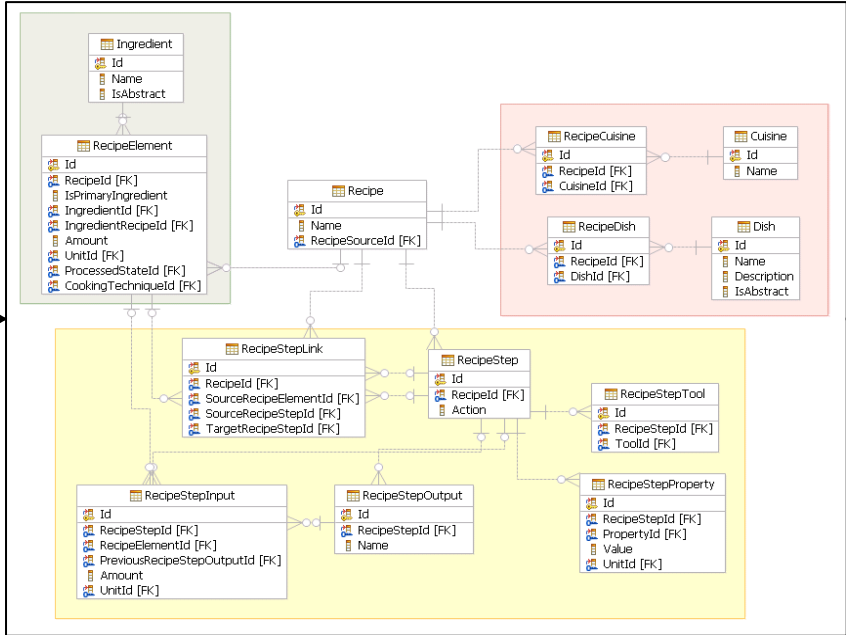 Ingredient
Id
Name
IsAbstract
RecipeElement
Id
RecipeId [FK]
IsPrimaryIngredient
IngredientId [FK]
IngredientRecipeId [FK]
Amount
UnitId [FK]
ProcessedStateId [FK]
CookingTechniqueId [FK]
Recipe
Id
Name
RecipeSourceId [FK]
RecipeCuisine
Id
RecipeId [FK]
CuisineId [FK]
Cuisine
Id
Name
RecipeDish
Id
RecipeId [FK]
DishId [FK]
Dish
Id
Name
Description
IsAbstract
RecipeStepLink
Id
RecipeId [FK]
SourceRecipeElementId [FK]
SourceRecipeStepId [FK]
TargetRecipeStepId [FK]
RecipeStep
Id
RecipeId [FK]
Action
RecipeStepTool
Id
RecipeStepId [FK]
ToolId [FK]
RecipeStepInput
Id
RecipeStepId [FK]
RecipeElementId [FK]
PreviousRecipeStepOutputId [FK]
Amount
UnitId [FK]
RecipeStepOutput
Id
RecipeStepId [FK]
Name
RecipeStepProperty
Id
RecipeStepId [FK]
PropertyId [FK]
Value
UnitId [FK]